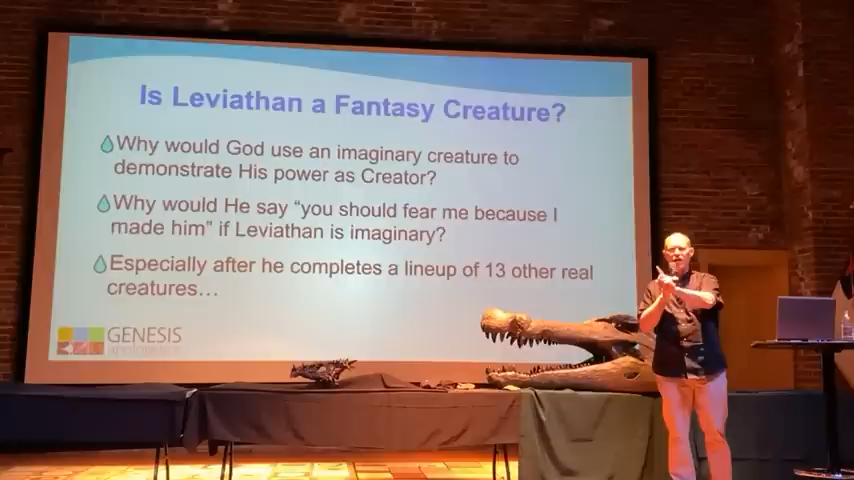 Is Leviathan a Fantasy Creature?
Why would God use an imaginary creature to
demonstrate His power as Creator?
Why would He say “you should fear me because I
made him” if Leviathan is imaginary?
Especially after he completes a lineup of 13 other real
creatures…
GENESIS